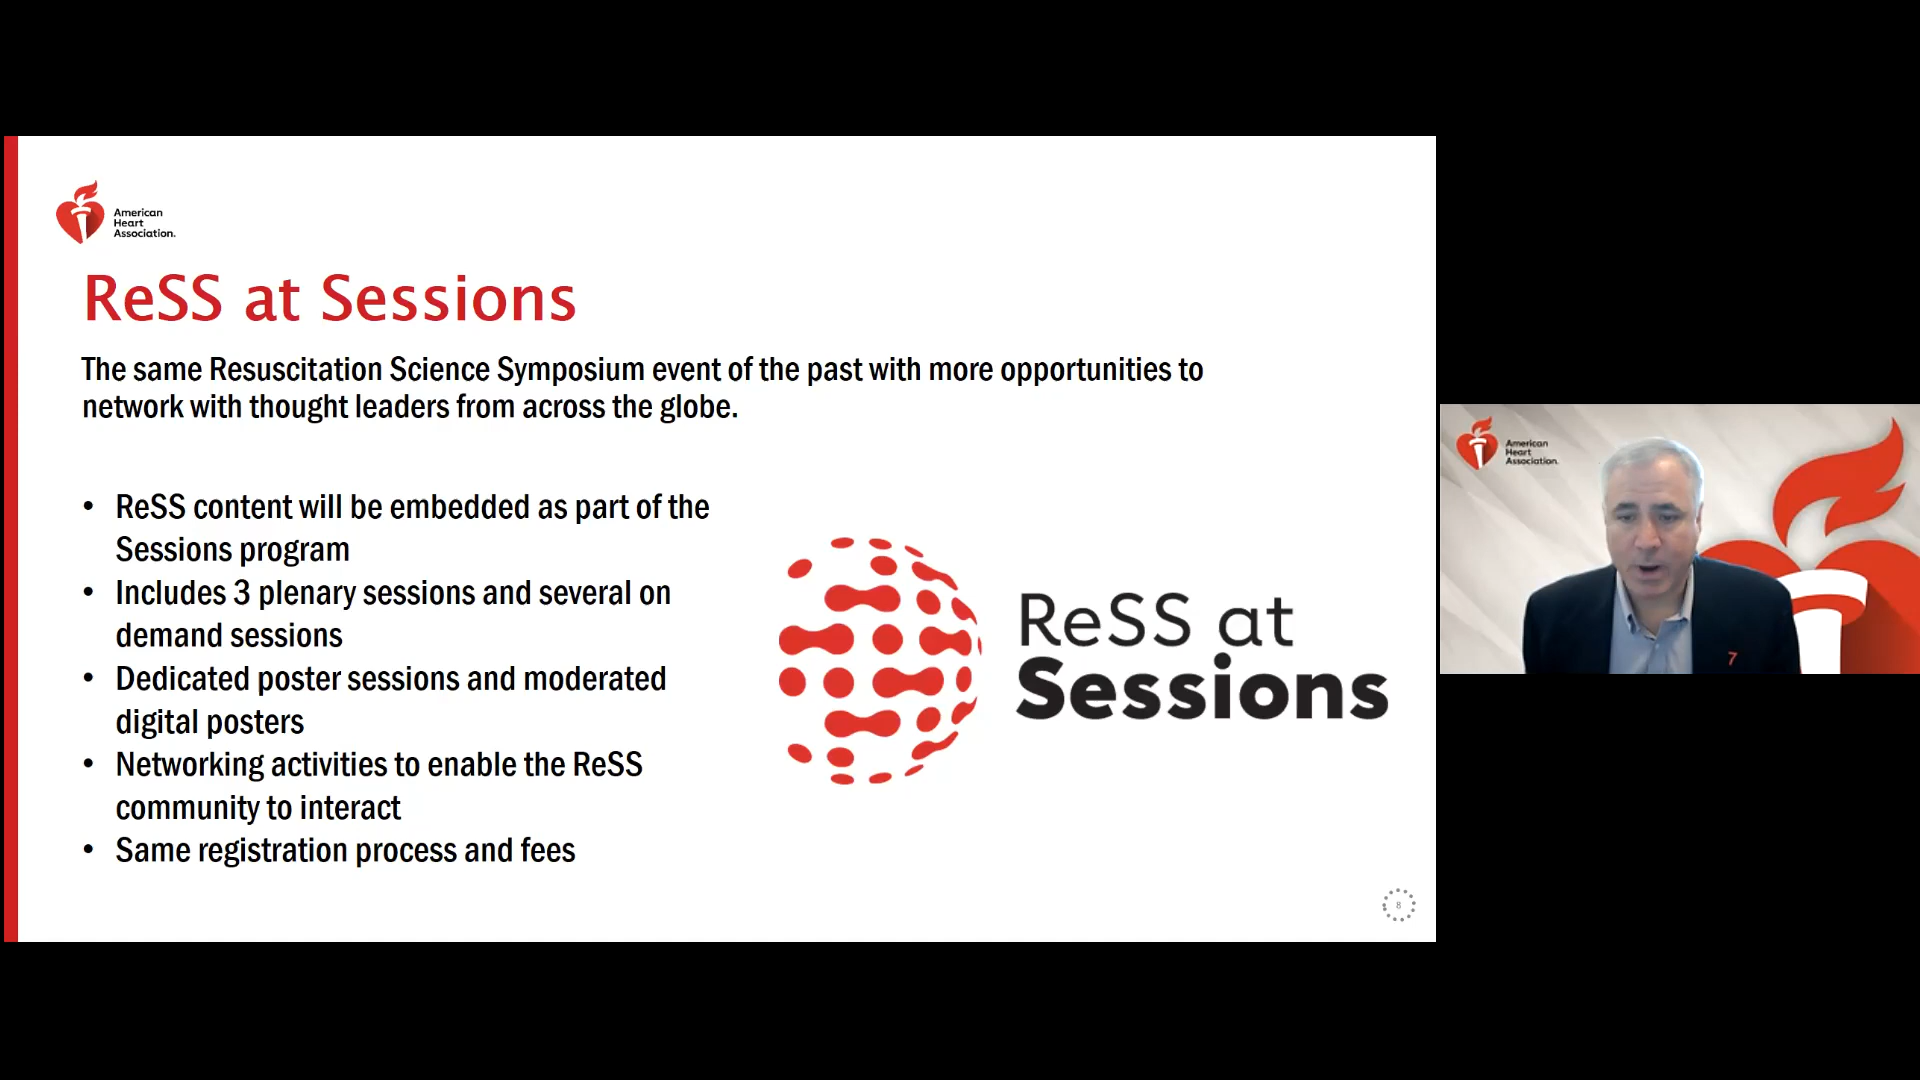 American
Heart
Association.
ReSS at Sessions
The same Resuscitation Science Symposium event of the past with more opportunities to
network with thought leaders from across the globe.
• ReSS content will be embedded as part of the
Sessions program
• Includes 3 plenary sessions and several on
demand sessions
• Dedicated poster sessions and moderated
digital posters
• Networking activities to enable the ReSS
community to interact
• Same registration process and fees
ReSS at
Sessions
8
American
Heart
Association.